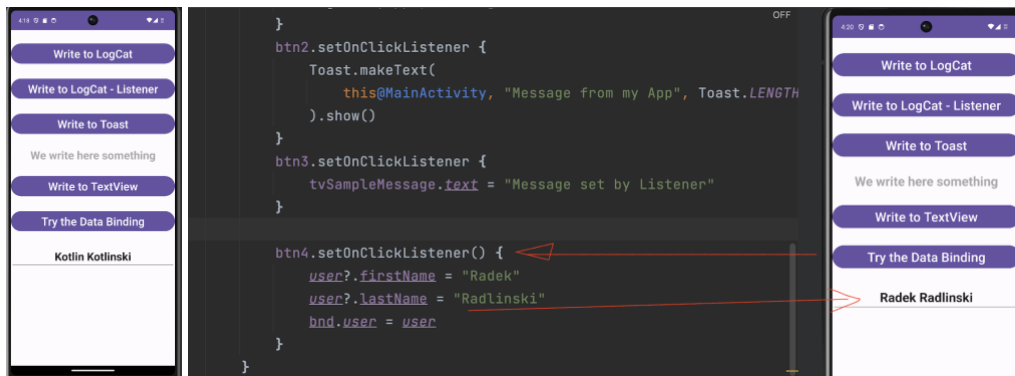 4:18
Write to LogCat
Write to LogCat - Listener
Write to Toast
We write here something
Write to TextView
Try the Data Binding
Kotlin Kotlinski
OFF
}
btn2.setOnClickListener {
Toast.makeText(
this@MainActivity, "Message from my App", Toast.LENGTH
).show()
}
btn3.setOnClickListener {
tvSampleMessage.text = "Message set by Listener"
}
btn4.setOnClickListener() {
user?.firstName = "Radek"
user?.lastName = "Radlinski"
bnd.user = user
}
}
4:20
Write to LogCat
Write to LogCat - Listener
Write to Toast
We write here something
Write to TextView
Try the Data Binding
Radek Radlinski